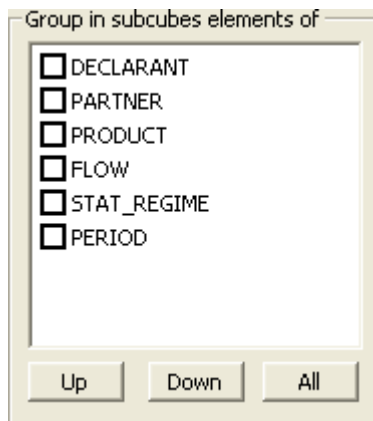 Group in subcubes elements of
DECLARANT
PARTNER
PRODUCT
FLOW
STAT_REGIME
PERIOD
Up Down All